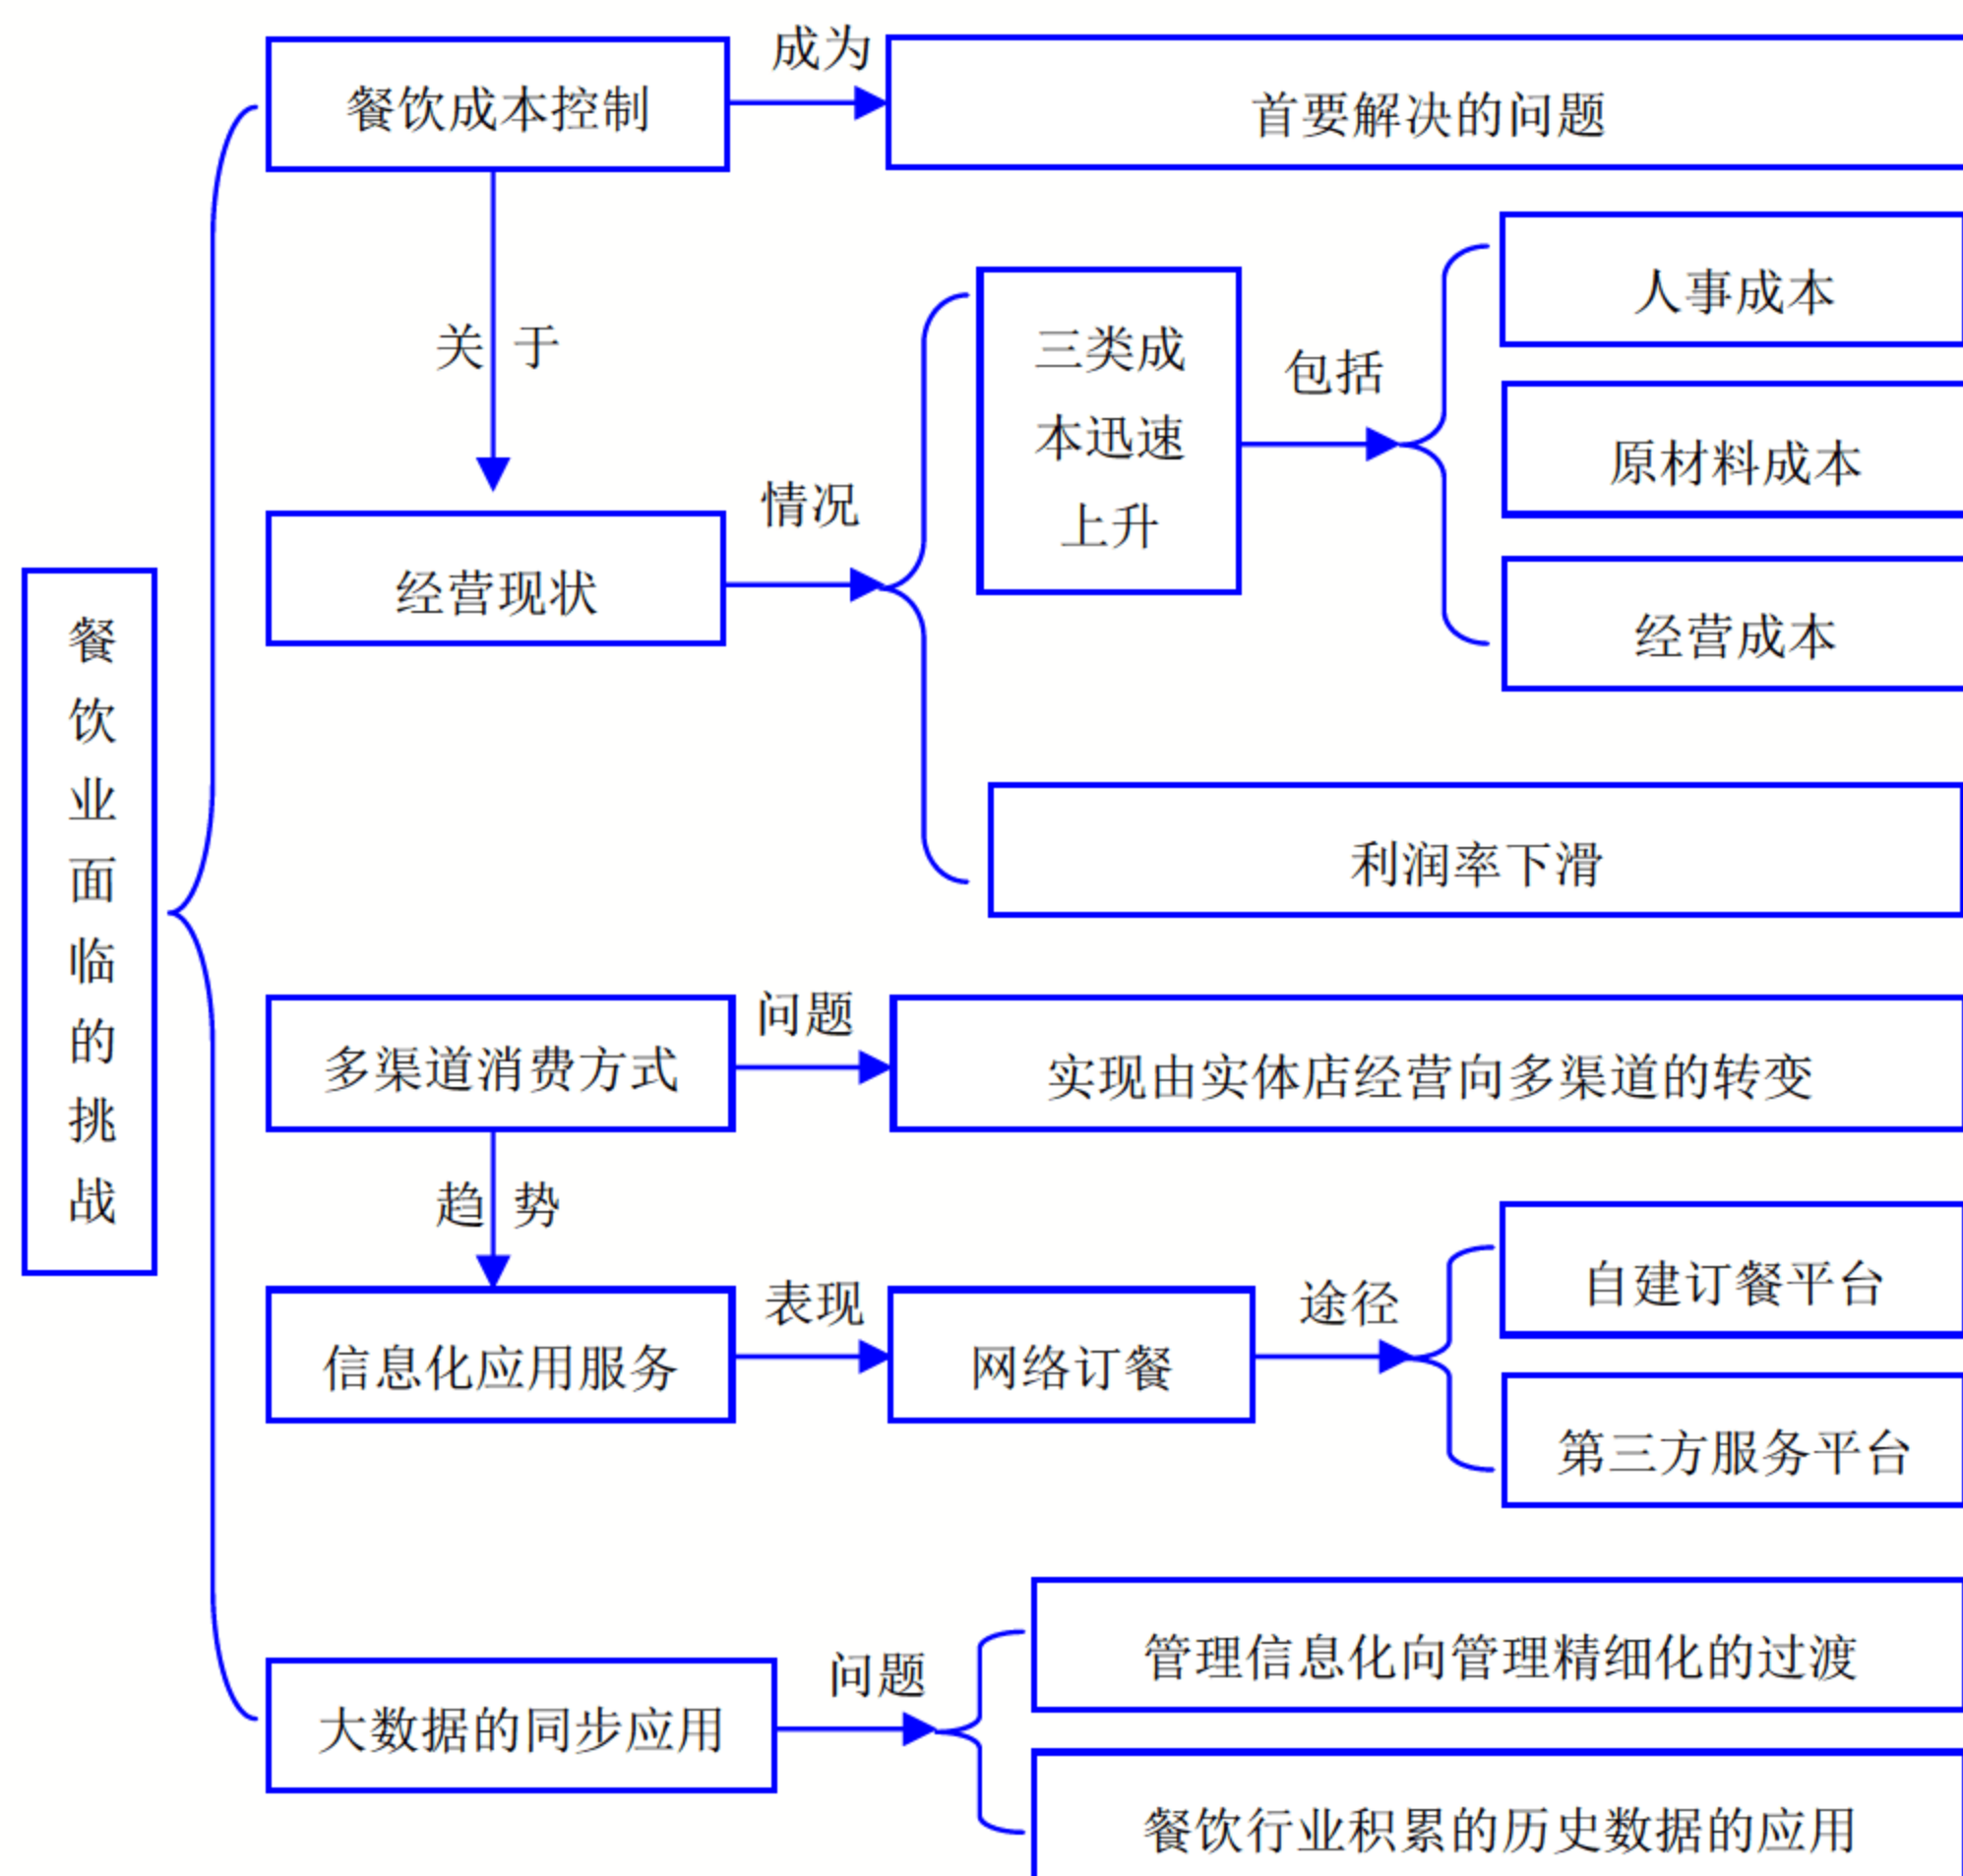 餐饮业面临的挑战
餐饮成本控制
成为
首要解决的问题
关于
经营现状
情况
三类成
本迅速
上升
包括
人事成本
原材料成本
经营成本
利润率下滑
多渠道消费方式
问题
实现由实体店经营向多渠道的转变
趋势
信息化应用服务
表现
网络订餐
途径
自建订餐平台
第三方服务平台
大数据的同步应用
问题
管理信息化向管理精细化的过渡
餐饮行业积累的历史数据的应用